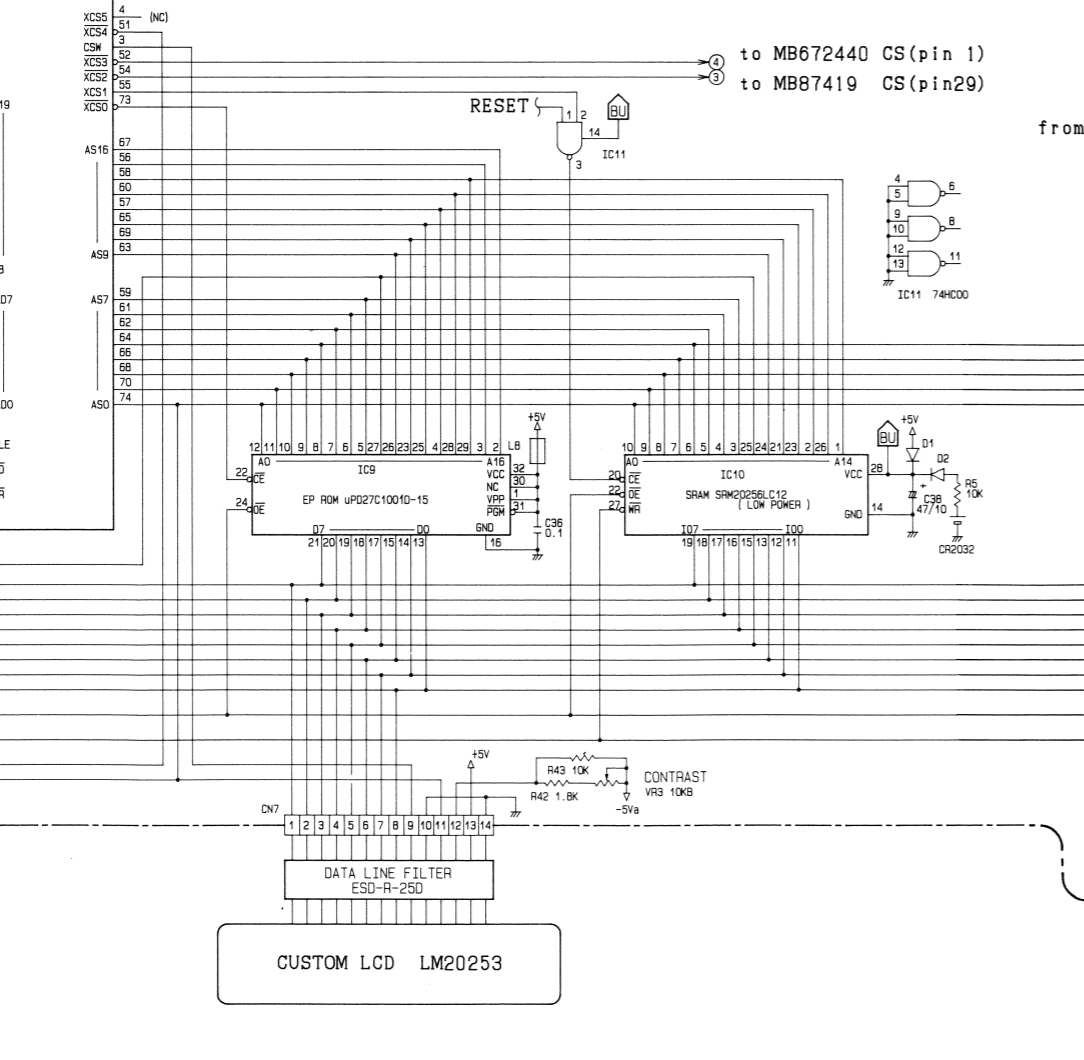 XCS5 4 (NC)
XCS4 51
CSW 3
XCS3 52
XCS2 54
XCS1 55
XCS0 73
4 to MB672440 CS(pin 1)
3 to MB87419 CS(pin29)
RESET 1 2 BU
14
3 IC11
from
19
AS16 67
56
58
60
57
65
69
AS9 63
4
5 6
9
10 8
12
13 11
IC11 74HC00
8
D7
AS7 59
61
62
64
66
68
70
AS0 74
D0
LE
D
R
12 11 10 9 8 7 6 5 27 26 23 25 4 28 29 3 2 L8 +5V
A0 IC9 A16
22 CE VCC 32
NC 30
24 OE EP ROM uPD27C1001D-15 VPP 1
PGM 31
C36
0.1
D7 D0 GND
21 20 19 18 17 15 14 13 16
10 9 8 7 6 5 4 3 25 24 21 23 2 26 1
A0 IC10 A14
20 CE VCC 28
22 OE SRAM SRM20256LC12
27 WR ( LOW POWER )
GND 14
IO7 IO0
19 18 17 16 15 13 12 11
BU +5V
D1
D2
R5
10K
+ C38
47/10
CR2032
+5V
R43 10K
R42 1.8K
CONTRAST
VR3 10KB
-5Va
CN7
1 2 3 4 5 6 7 8 9 10 11 12 13 14
DATA LINE FILTER
ESD-R-25D
CUSTOM LCD LM20253